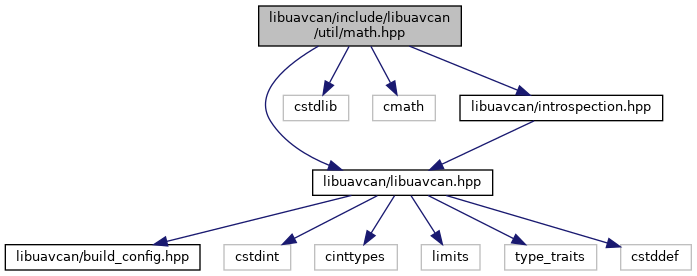 libuavcan/include/libuavcan
/util/math.hpp
cstdlib
cmath
libuavcan/introspection.hpp
libuavcan/libuavcan.hpp
libuavcan/build_config.hpp
cstdint
cinttypes
limits
type_traits
cstddef